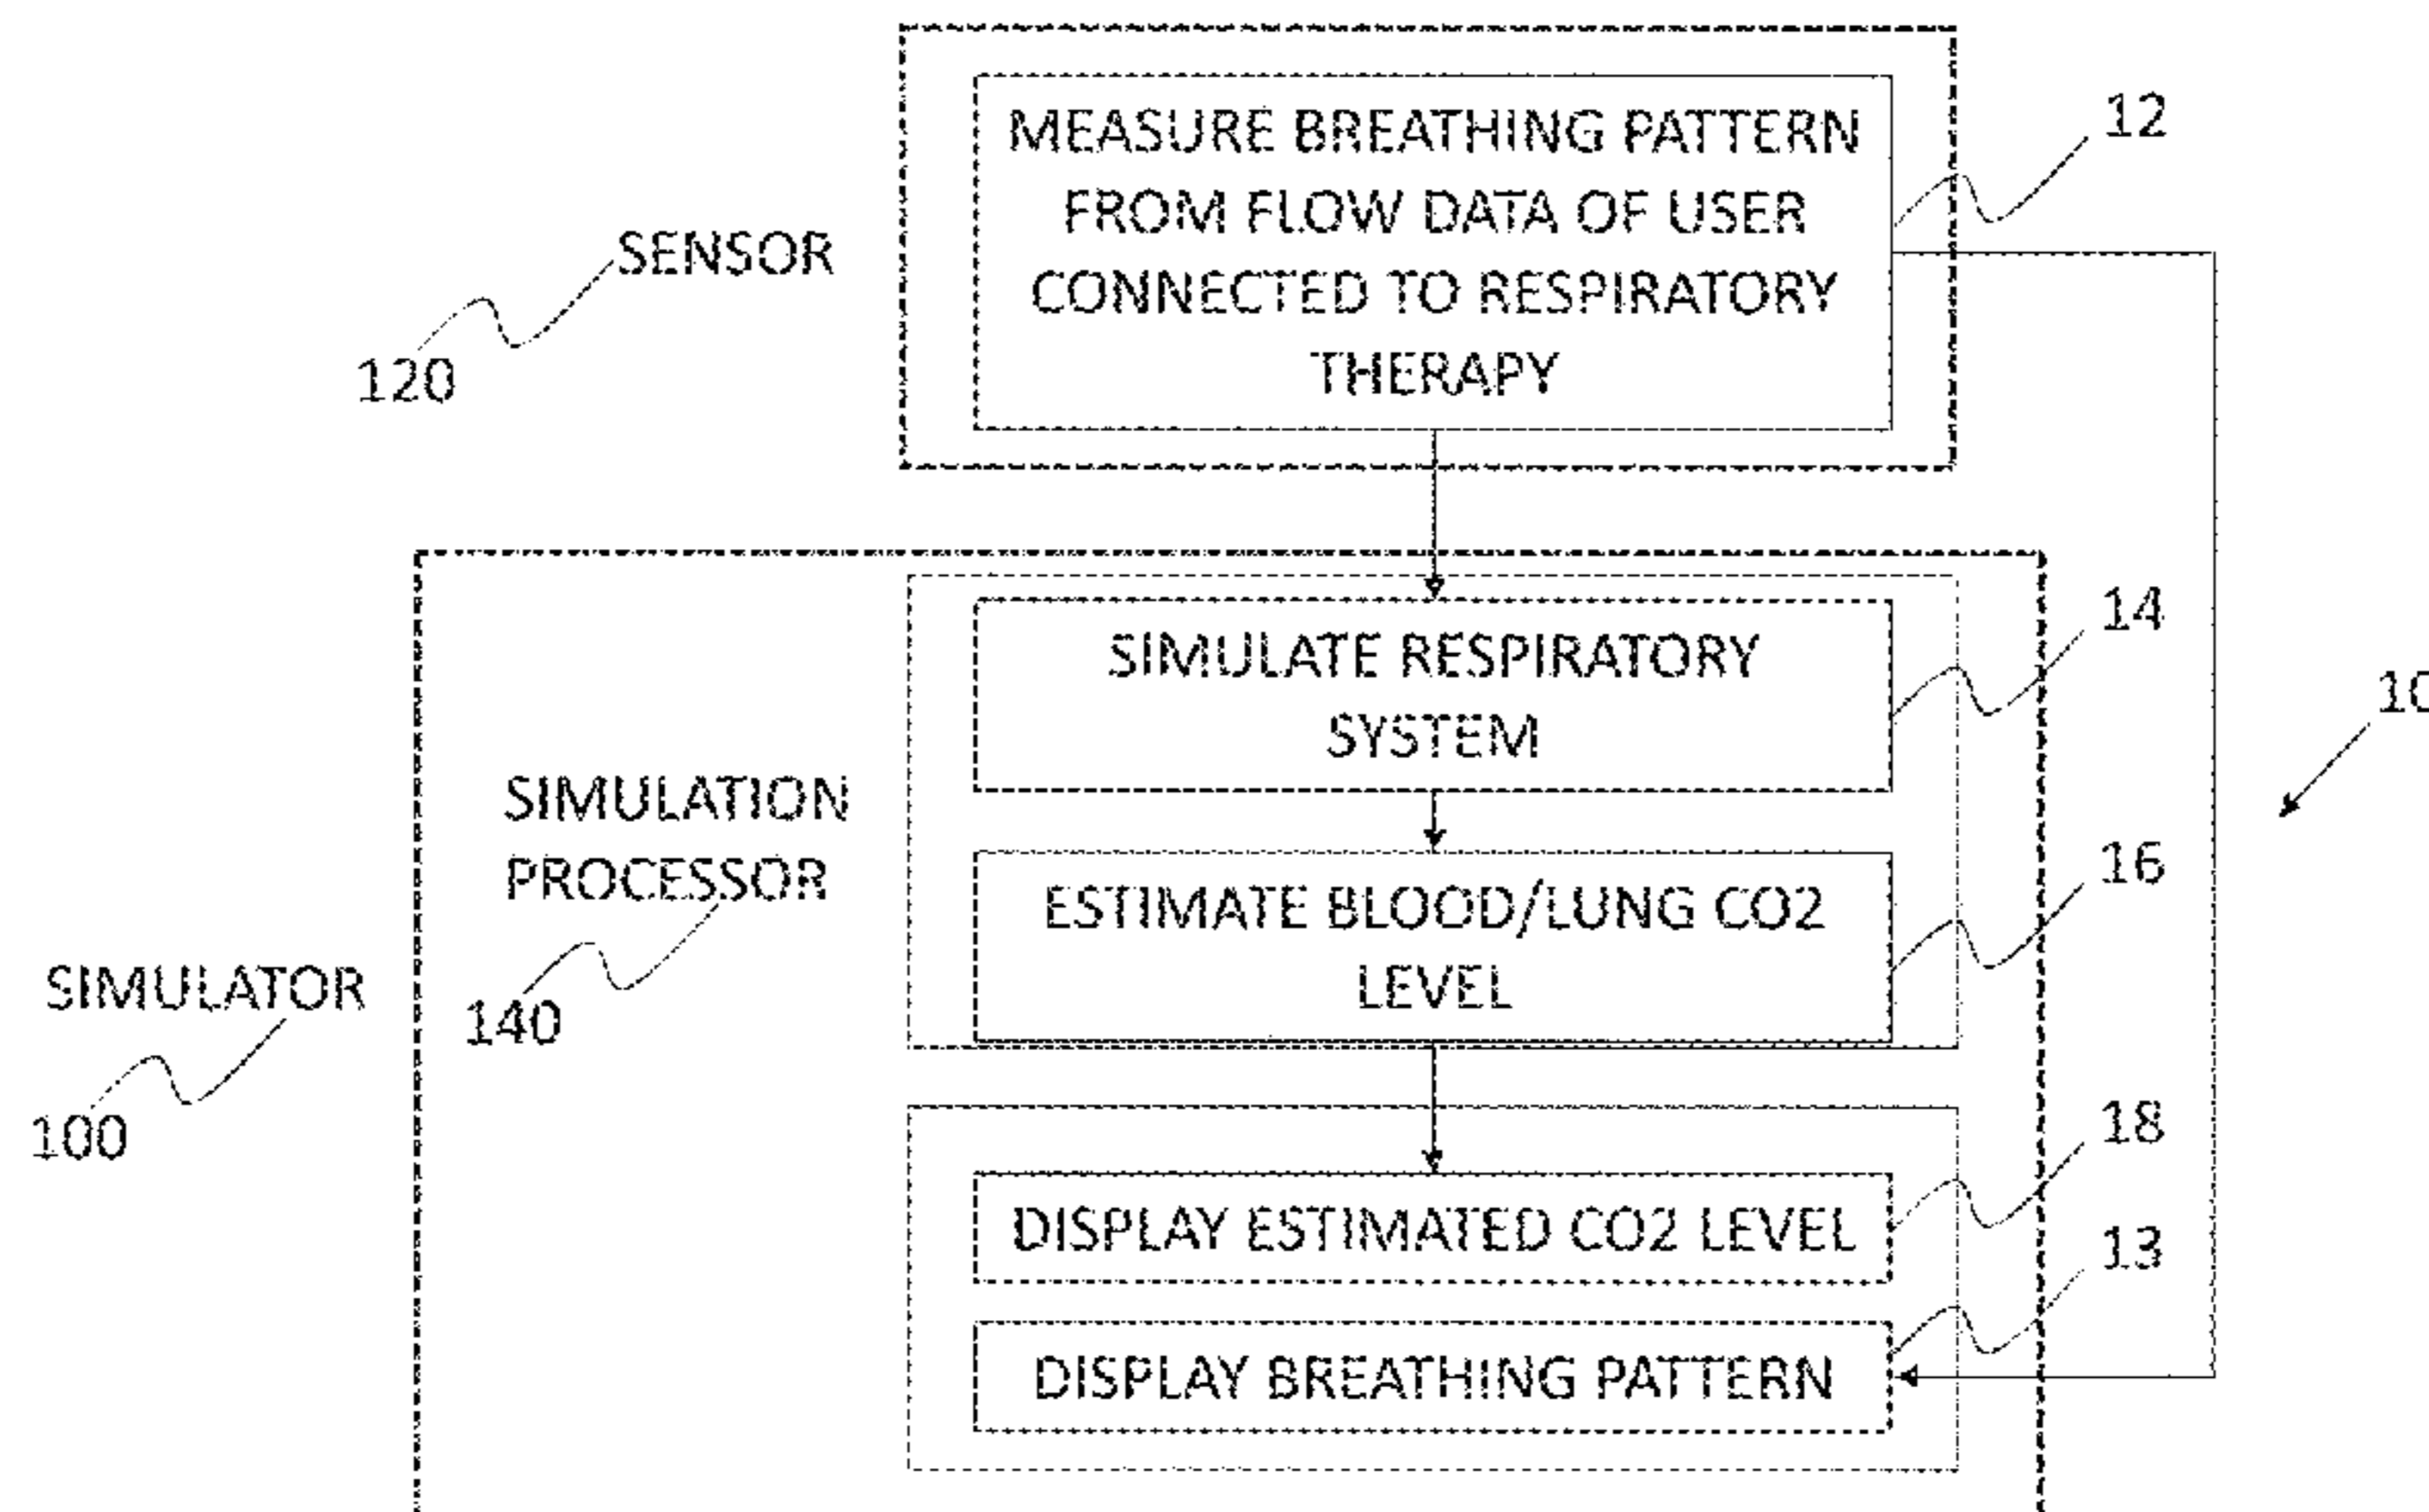 MEASURE BREATHING PATTERN
FROM FLOW DATA OF USER
CONNECTED TO RESPIRATORY
THERAPY
12
SENSOR
120
SIMULATE RESPIRATORY
SYSTEM
14
10
SIMULATION
PROCESSOR
140
ESTIMATE BLOOD/LUNG CO2
LEVEL
16
SIMULATOR
100
DISPLAY ESTIMATED CO2 LEVEL
18
DISPLAY BREATHING PATTERN
13